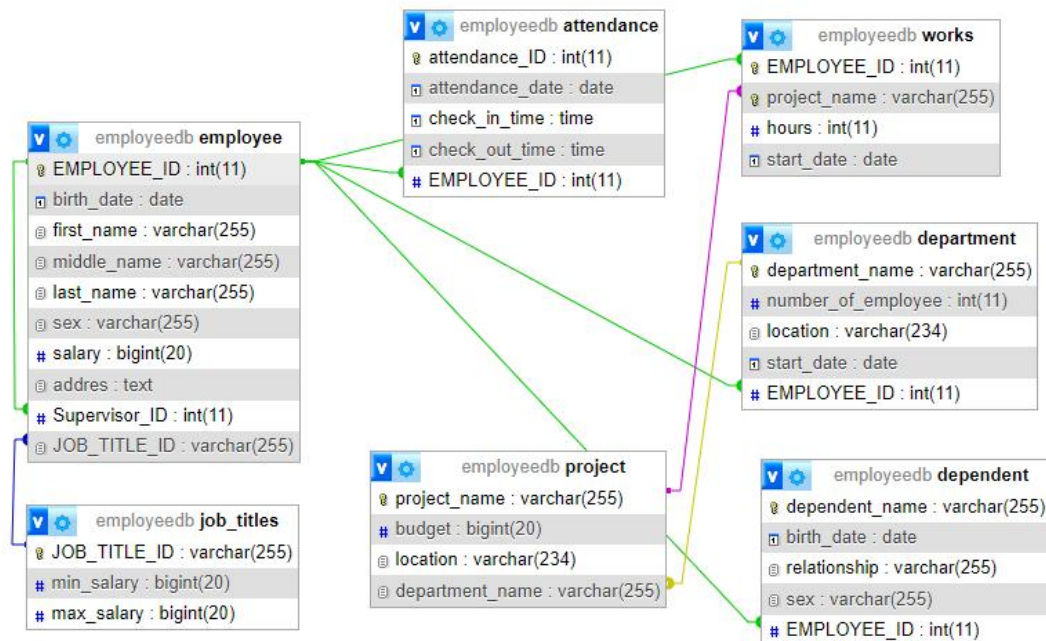 employeedb attendance
attendance_ID : int(11)
attendance_date : date
check_in_time : time
check_out_time : time
# EMPLOYEE_ID : int(11)
employeedb works
EMPLOYEE_ID : int(11)
project_name : varchar(255)
# hours : int(11)
start_date : date
employeedb employee
EMPLOYEE_ID : int(11)
birth_date : date
first_name : varchar(255)
middle_name : varchar(255)
last_name : varchar(255)
sex : varchar(255)
# salary : bigint(20)
addres : text
# Supervisor_ID : int(11)
JOB_TITLE_ID : varchar(255)
employeedb department
department_name : varchar(255)
# number_of_employee : int(11)
location : varchar(234)
start_date : date
# EMPLOYEE_ID : int(11)
employeedb project
project_name : varchar(255)
# budget : bigint(20)
location : varchar(234)
department_name : varchar(255)
employeedb dependent
dependent_name : varchar(255)
birth_date : date
relationship : varchar(255)
sex : varchar(255)
# EMPLOYEE_ID : int(11)
employeedb job_titles
JOB_TITLE_ID : varchar(255)
# min_salary : bigint(20)
# max_salary : bigint(20)